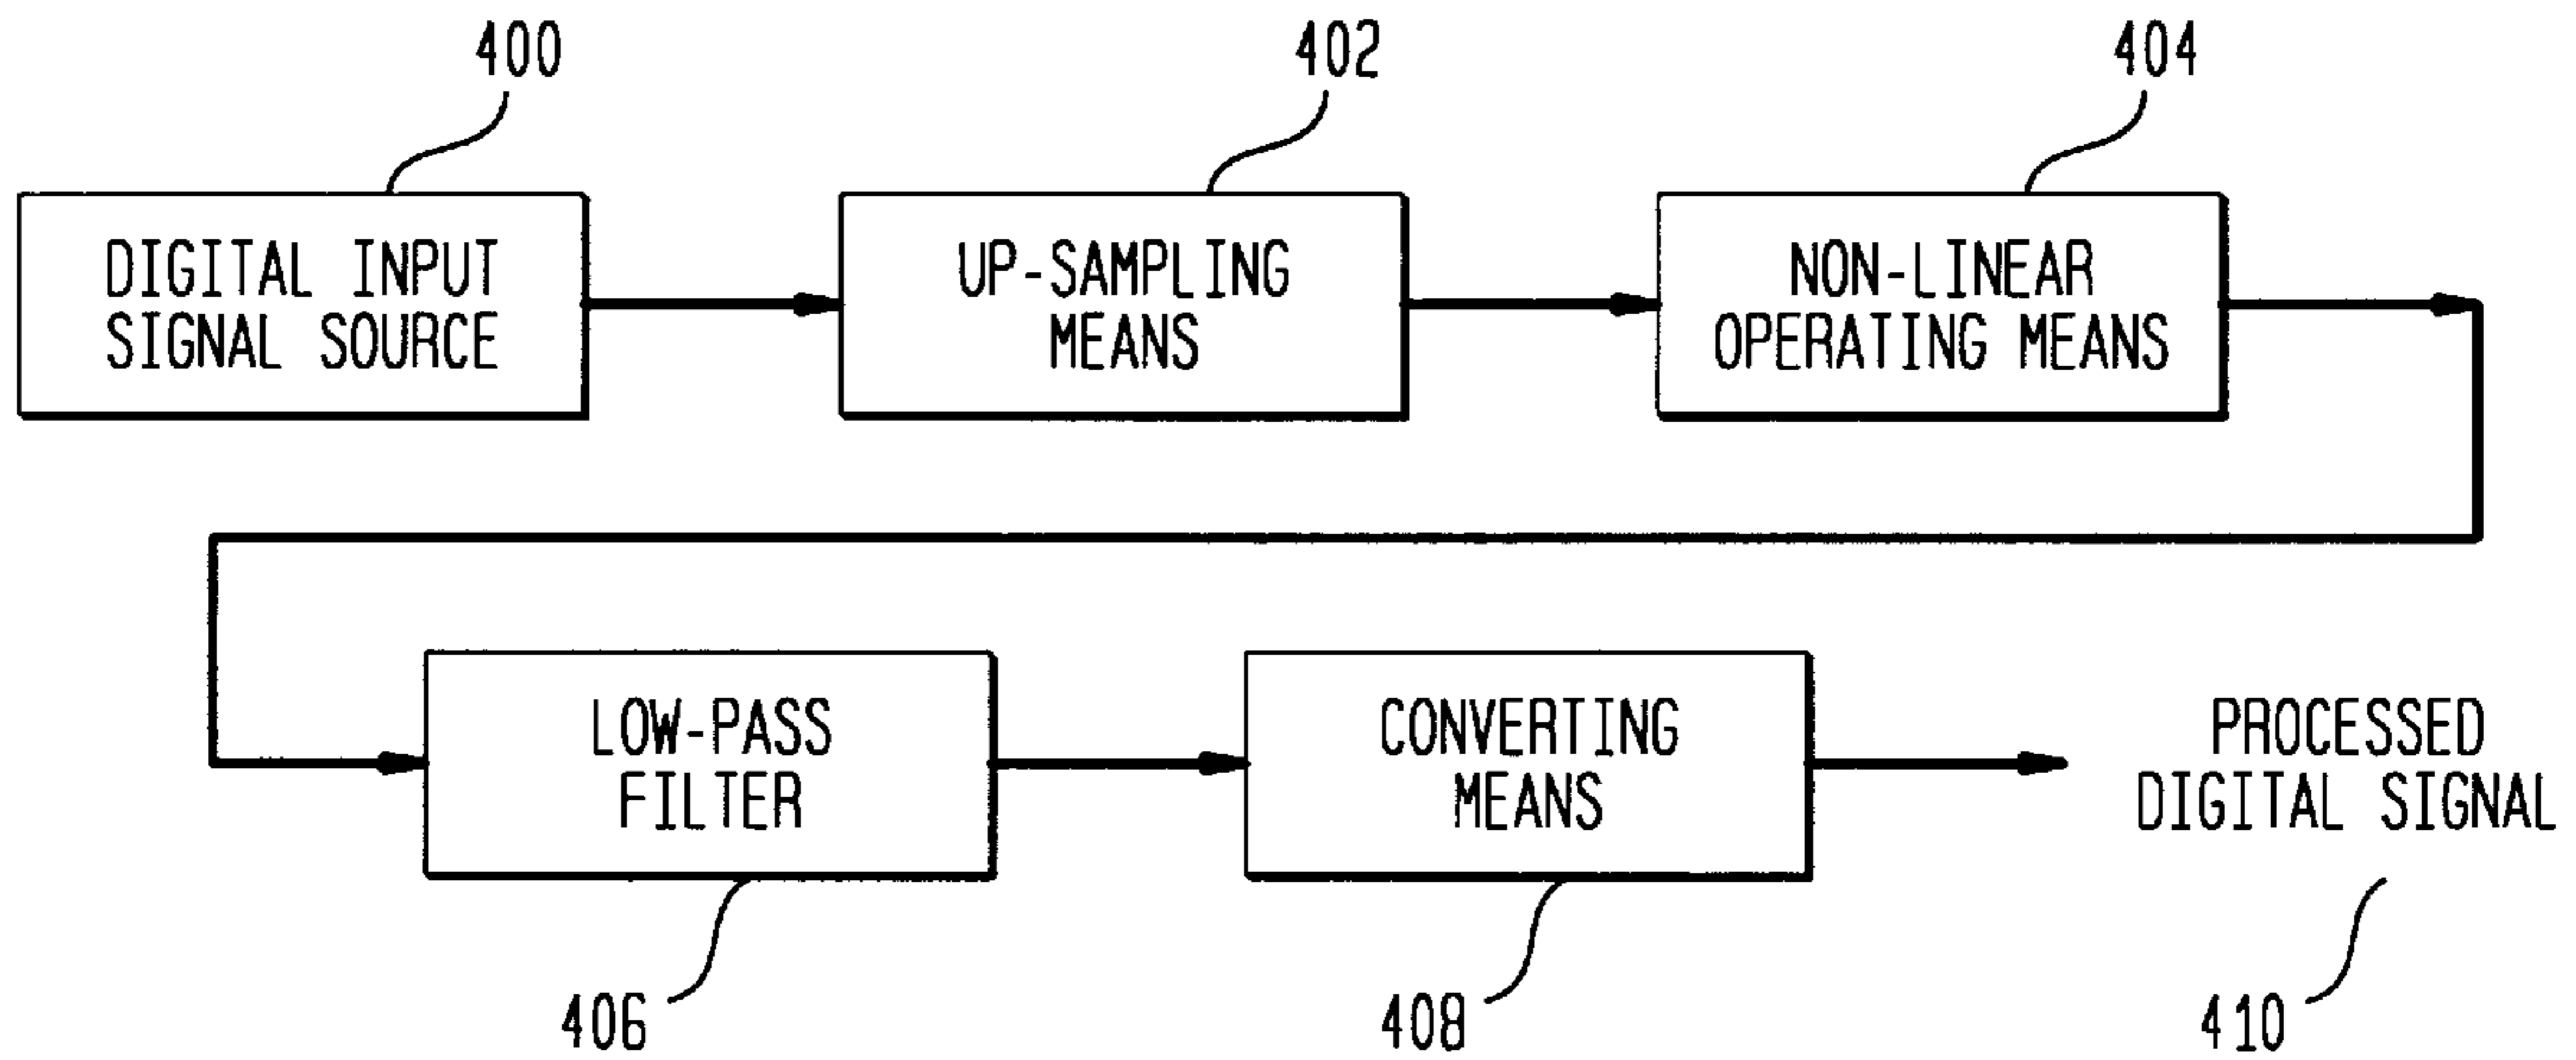 400
402
404
DIGITAL INPUT
SIGNAL SOURCE
UP-SAMPLING
MEANS
NON-LINEAR
OPERATING MEANS
LOW-PASS
FILTER
CONVERTING
MEANS
PROCESSED
DIGITAL SIGNAL
406
408
410